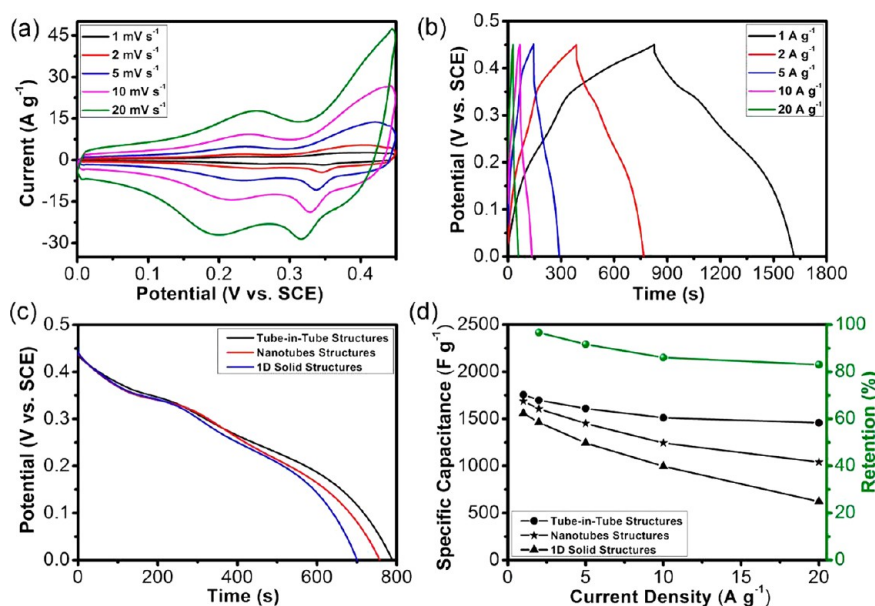 (a)
1 mV s⁻¹
2 mV s⁻¹
5 mV s⁻¹
10 mV s⁻¹
20 mV s⁻¹
Current (A g⁻¹)
45
30
15
0
-15
-30
0.0 0.1 0.2 0.3 0.4
Potential (V vs. SCE)
(b)
1 A g⁻¹
2 A g⁻¹
5 A g⁻¹
10 A g⁻¹
20 A g⁻¹
Potential (V vs. SCE)
0.5
0.4
0.3
0.2
0.1
0.0
0 300 600 900 1200 1500 1800
Time (s)
(c)
Tube-in-Tube Structures
Nanotubes Structures
1D Solid Structures
Potential (V vs. SCE)
0.5
0.4
0.3
0.2
0.1
0.0
0 200 400 600 800
Time (s)
(d)
Specific Capacitance (F g⁻¹)
2500
2250
1750
1500
1000
500
0
Tube-in-Tube Structures
Nanotubes Structures
1D Solid Structures
100
80
60
40
20
0
Retention (%)
0 5 10 15 20
Current Density (A g⁻¹)